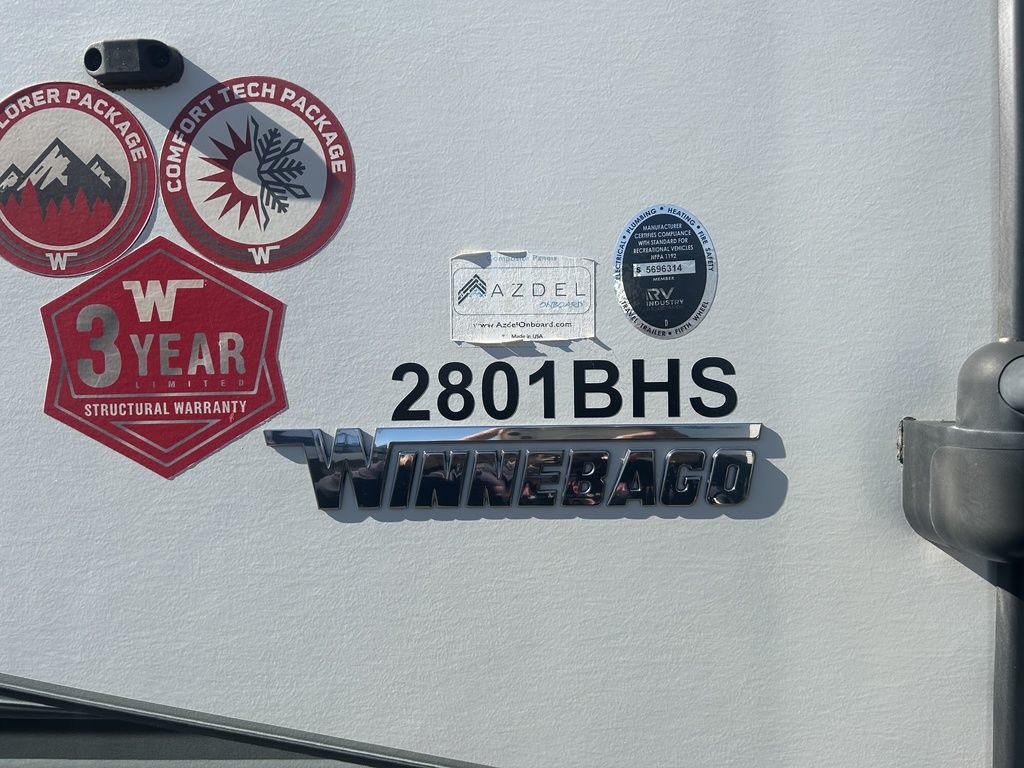 LORER PACKAGE
W
COMFORT TECH PACKAGE
W
W
3 YEAR
LIMITED
STRUCTURAL WARRANTY
Composite Panels
AZDEL
ONBOARD
www.AzdelOnboard.com
Made in USA
ELECTRICAL • PLUMBING • HEATING • FIRE SAFETY
MANUFACTURER
CERTIFIES COMPLIANCE
WITH STANDARD FOR
RECREATIONAL VEHICLES
NFPA 1192
S 5696314
MEMBER
RV
INDUSTRY
D
TRAVEL TRAILER • FIFTH WHEEL
2801BHS
WINNEBAGO